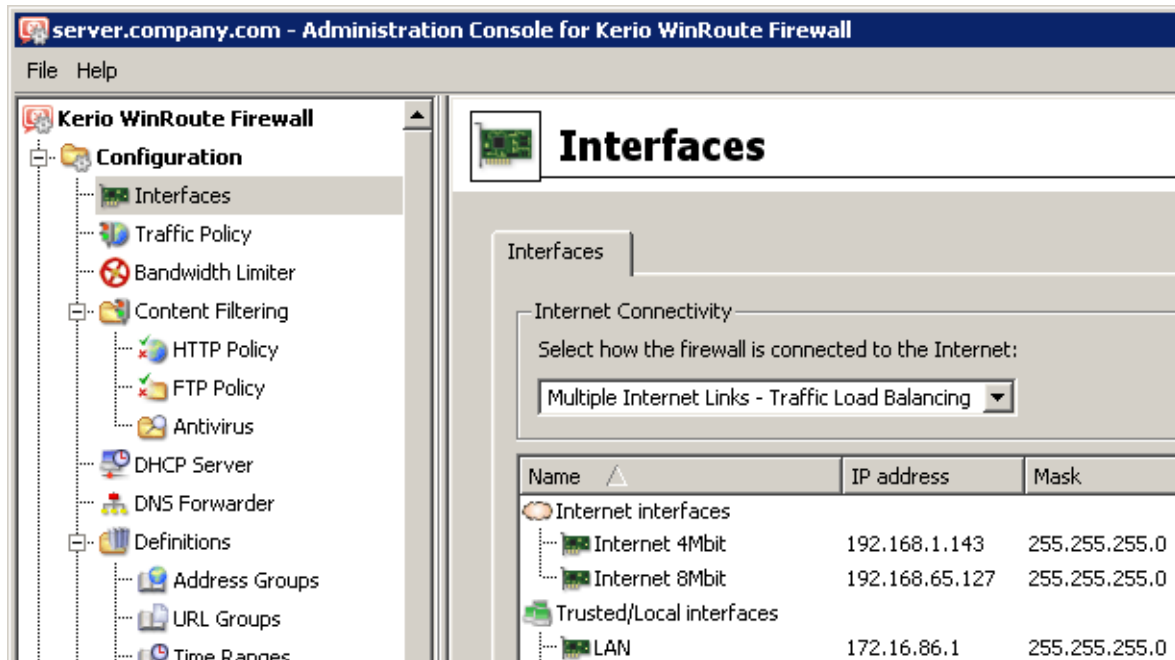 server.company.com - Administration Console for Kerio WinRoute Firewall
File Help
Kerio WinRoute Firewall
Configuration
Interfaces
Traffic Policy
Bandwidth Limiter
Content Filtering
HTTP Policy
FTP Policy
Antivirus
DHCP Server
DNS Forwarder
Definitions
Address Groups
URL Groups
Time Ranges
Interfaces
Interfaces
Internet Connectivity
Select how the firewall is connected to the Internet:
Multiple Internet Links - Traffic Load Balancing
Name IP address Mask
Internet interfaces
Internet 4Mbit 192.168.1.143 255.255.255.0
Internet 8Mbit 192.168.65.127 255.255.255.0
Trusted/Local interfaces
LAN 172.16.86.1 255.255.255.0